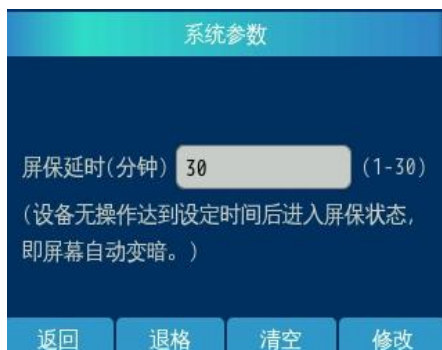 系统参数
屏保延时(分钟) 30 (1-30)
(设备无操作达到设定时间后进入屏保状态,
即屏幕自动变暗。)
返回 退格 清空 修改